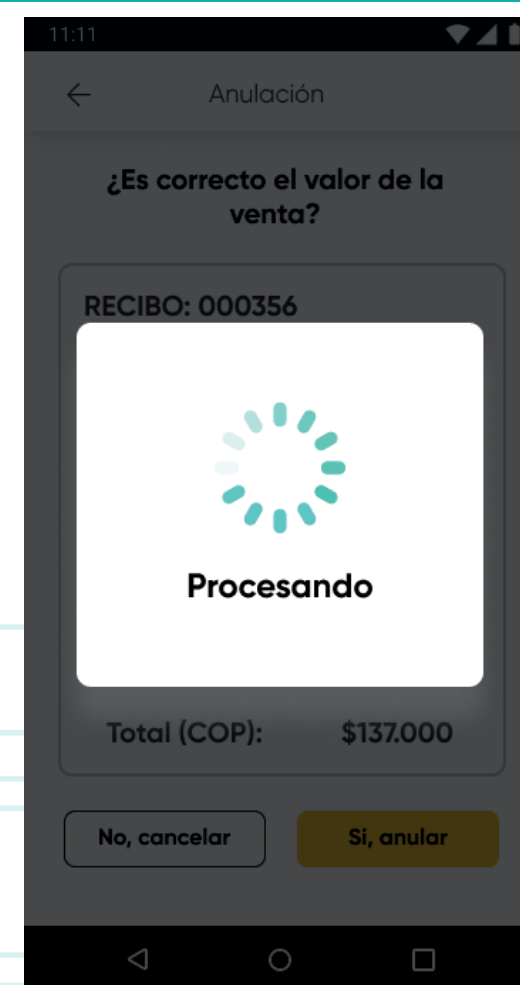 11:11
Anulación
¿Es correcto el valor de la
venta?
RECIBO: 000356
Procesando
Total (COP): $137.000
No, cancelar Si, anular